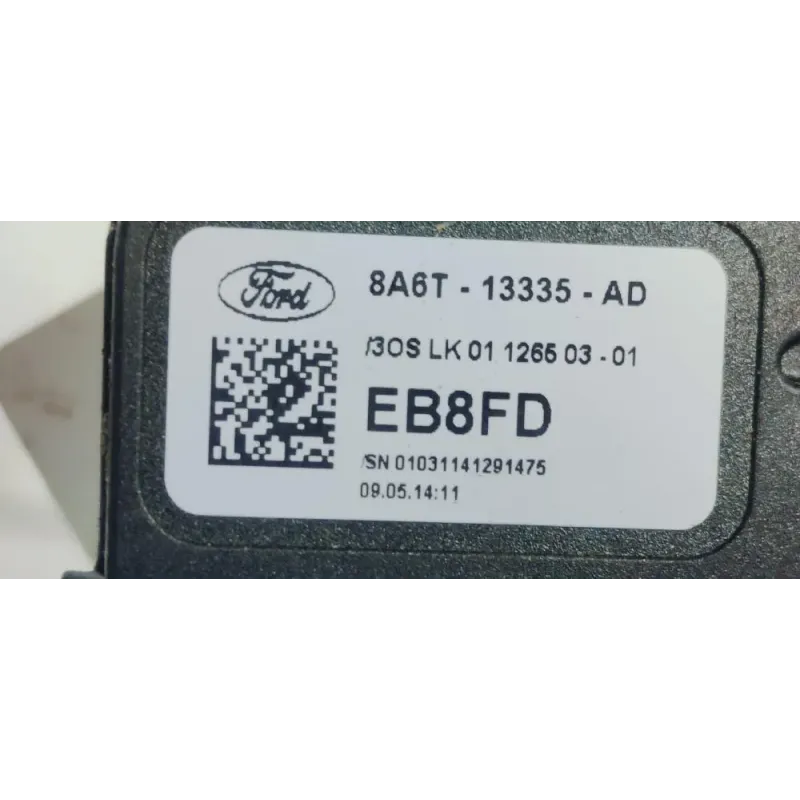 Ford
8A6T - 13335 - AD
/3OS LK 01 1265 03 - 01
EB8FD
/SN 01031141291475
09.05.14:11